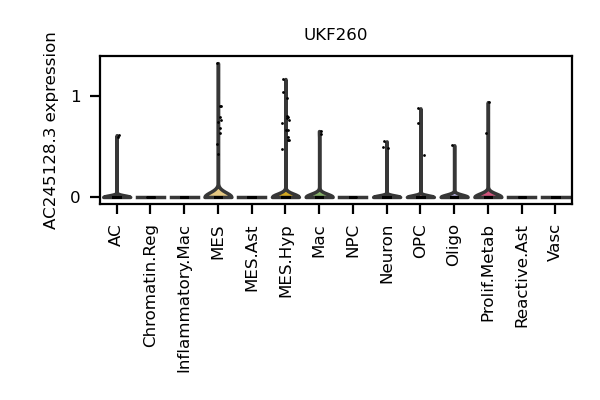 UKF260
AC245128.3 expression
1
0
AC
Chromatin.Reg
Inflammatory.Mac
MES
MES.Ast
MES.Hyp
Mac
NPC
Neuron
OPC
Oligo
Prolif.Metab
Reactive.Ast
Vasc